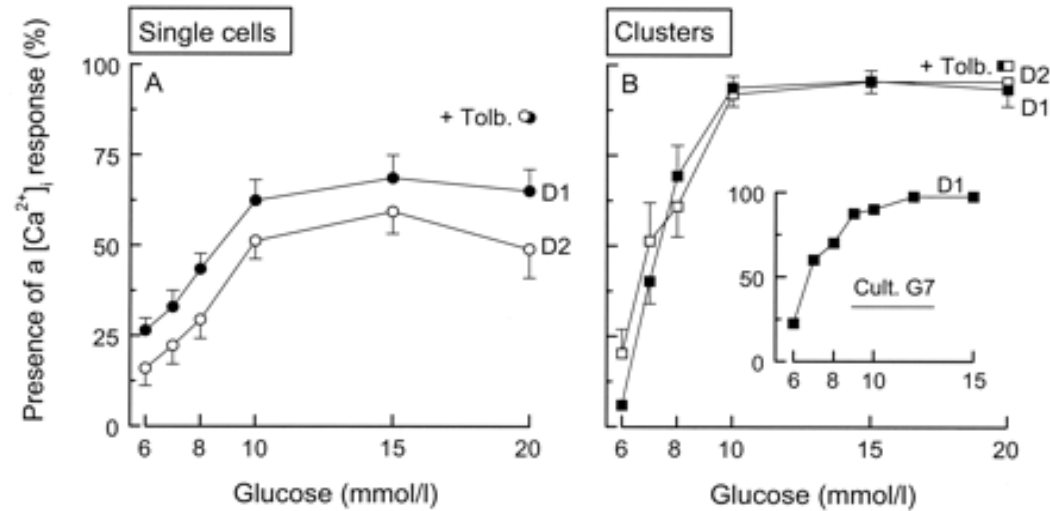 Single cells
Clusters
Presence of a [Ca2+]i response (%)
100
75
50
25
0
A
+ Tolb.
D1
D2
6
8
10
15
20
Glucose (mmol/l)
B
+ Tolb.
D2
D1
100
50
0
D1
Cult. G7
6
8
10
15
6
8
10
15
20
Glucose (mmol/l)